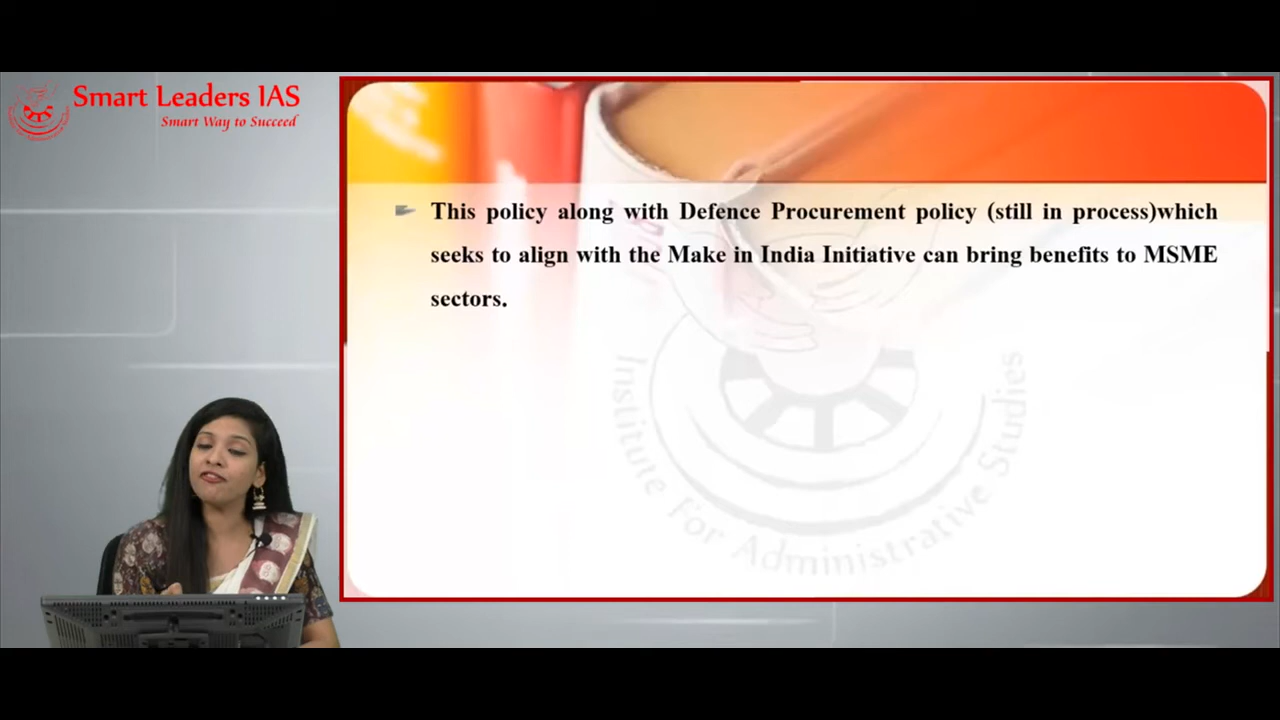 Smart Leaders IAS
Smart Way to Succeed
This policy along with Defence Procurement policy (still in process)which
seeks to align with the Make in India Initiative can bring benefits to MSME
sectors.
Institute for Administrative Studies